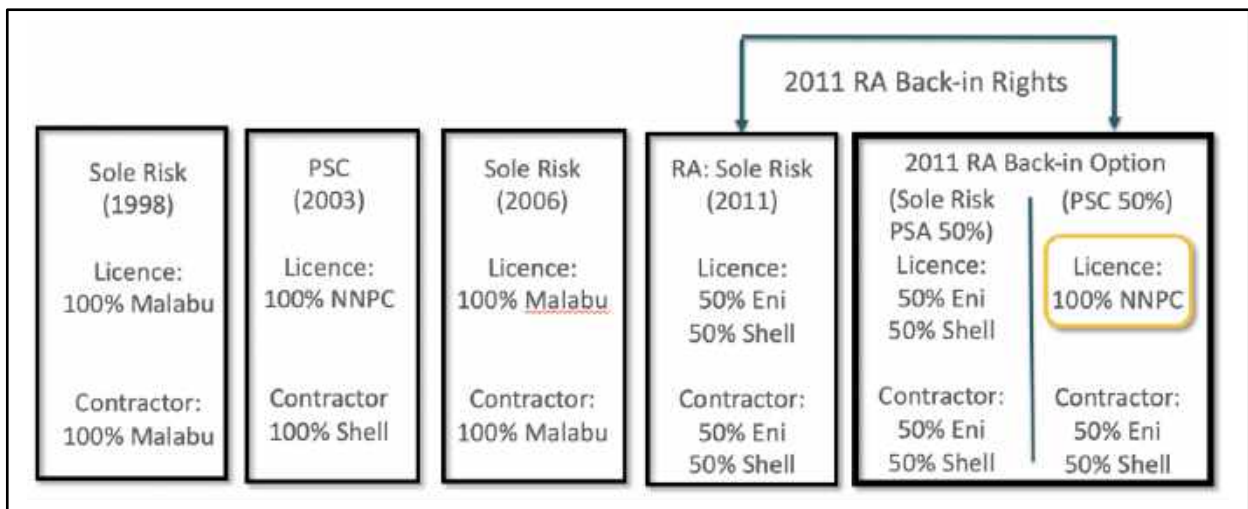 2011 RA Back-in Rights
Sole Risk
(1998)
Licence:
100% Malabu
Contractor:
100% Malabu
PSC
(2003)
Licence:
100% NNPC
Contractor
100% Shell
Sole Risk
(2006)
Licence:
100% Malabu
Contractor:
100% Malabu
RA: Sole Risk
(2011)
Licence:
50% Eni
50% Shell
Contractor:
50% Eni
50% Shell
2011 RA Back-in Option
(Sole Risk
PSA 50%)
Licence:
50% Eni
50% Shell
Contractor:
50% Eni
50% Shell
(PSC 50%)
Licence:
100% NNPC
Contractor:
50% Eni
50% Shell